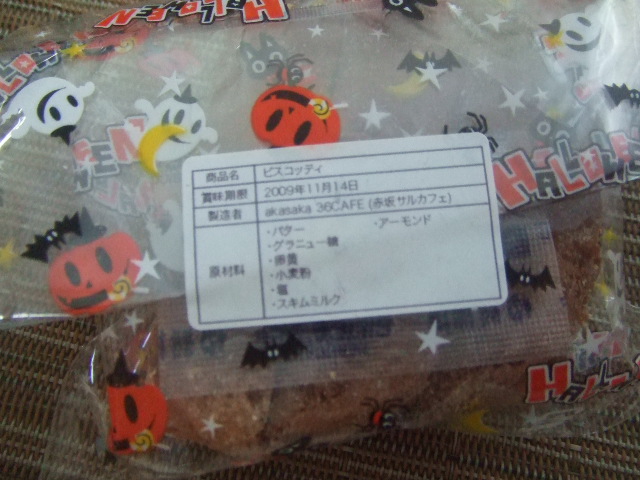 HALLOWEEN
商品名 ビスコッティ
賞味期限 2009年11月14日
製造者 akasaka 36CAFE (赤坂サルカフェ)
原材料
・バター ・アーモンド
・グラニュー糖
・卵黄
・小麦粉
・塩
・スキムミルク